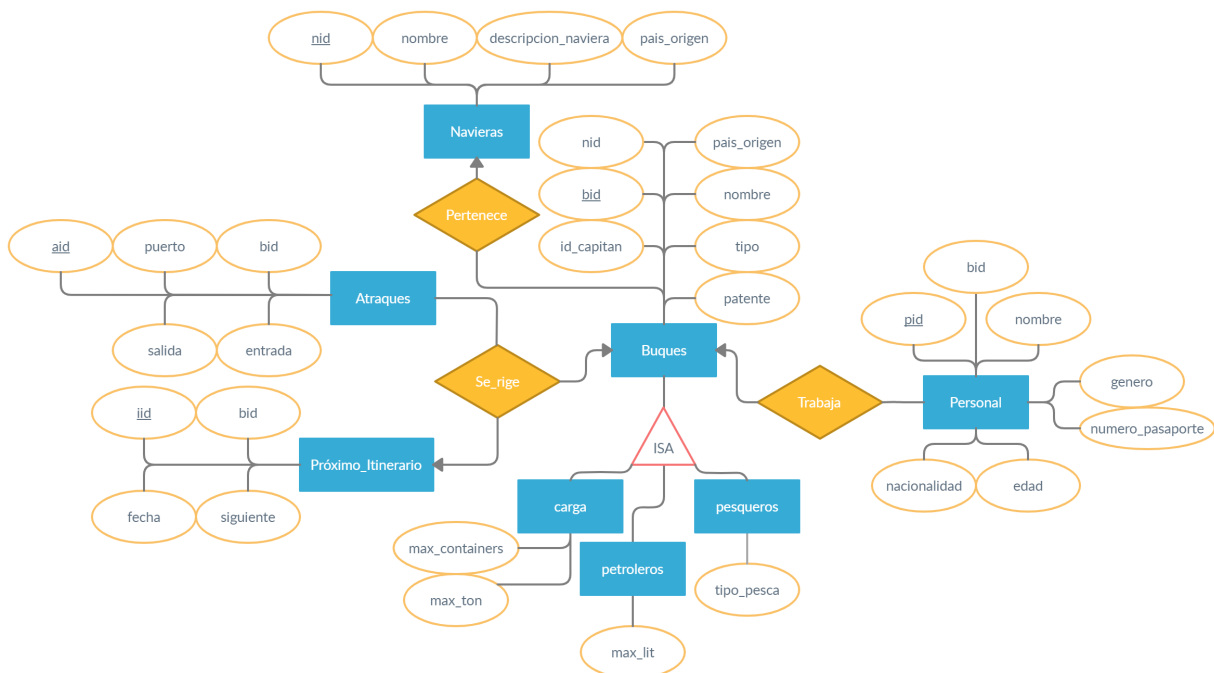 nid
nombre
descripcion_naviera
pais_origen
Navieras
nid
pais_origen
Pertenece
bid
nombre
id_capitan
tipo
patente
aid
puerto
bid
Atraques
salida
entrada
Buques
bid
pid
nombre
genero
Personal
numero_pasaporte
nacionalidad
edad
Trabaja
Se_rige
iid
bid
Próximo_Itinerario
fecha
siguiente
ISA
carga
pesqueros
max_containers
max_ton
petroleros
tipo_pesca
max_lit